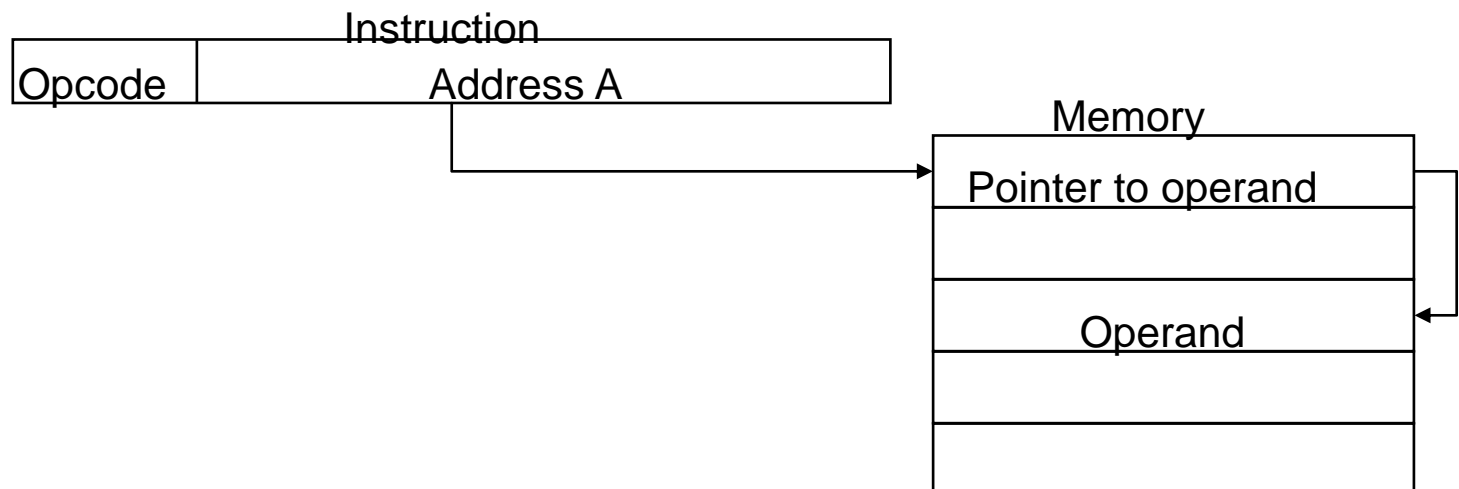 Instruction
Opcode
Address A
Memory
Pointer to operand
Operand